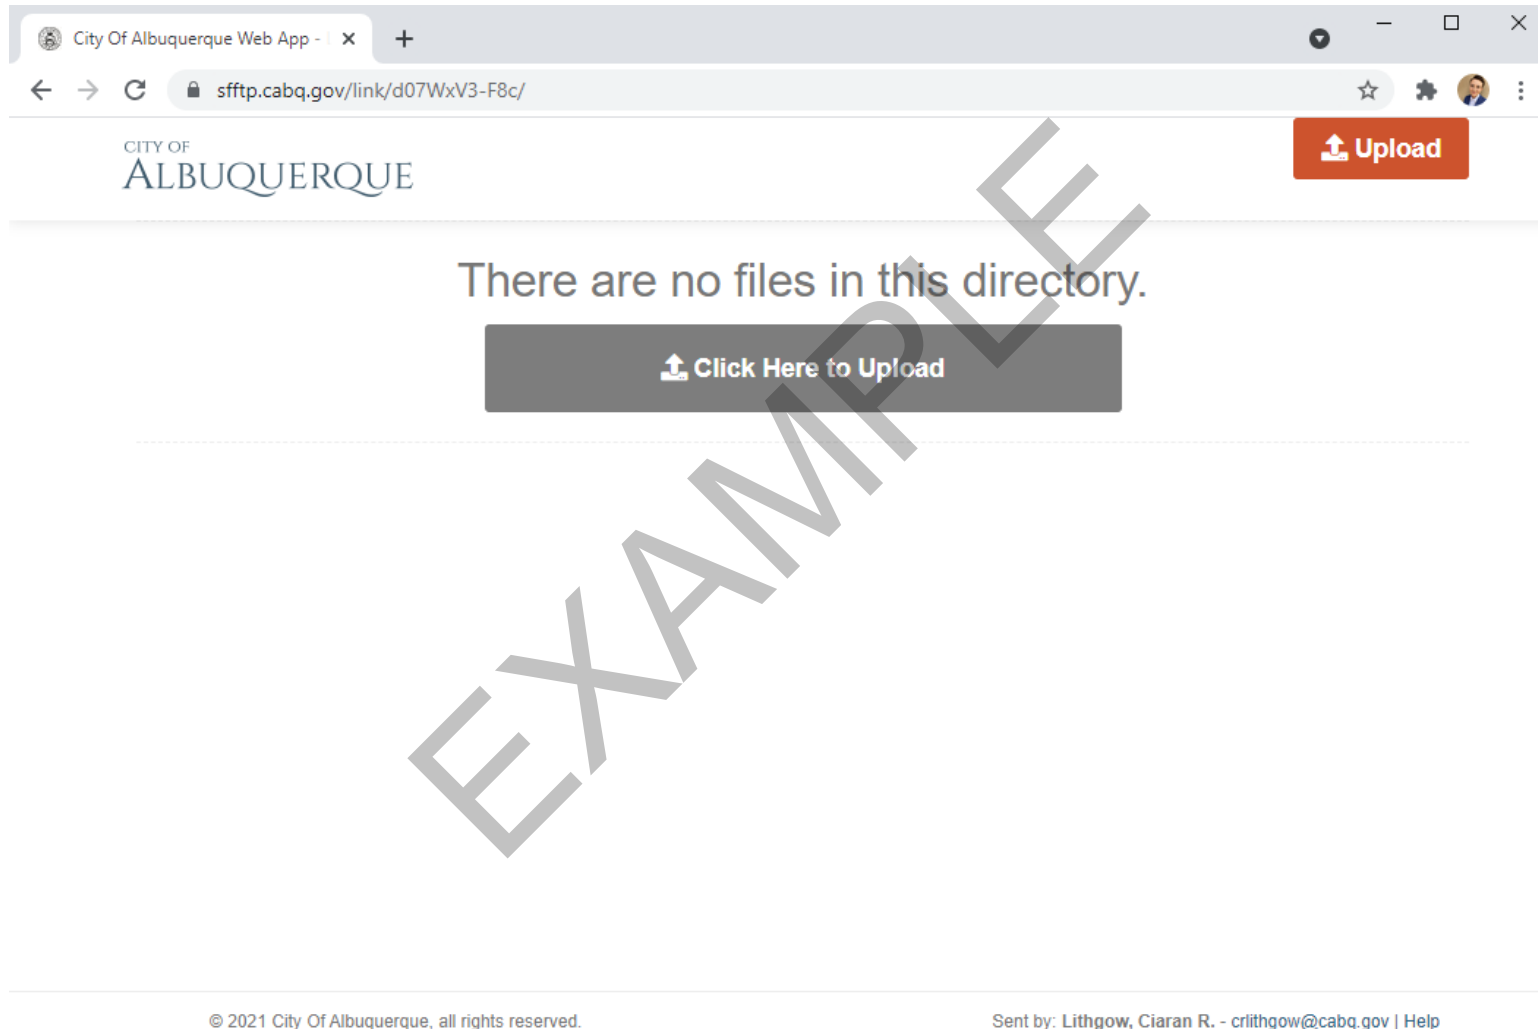 City Of Albuquerque Web App -
sfftp.cabq.gov/link/d07WxV3-F8c/
CITY OF
ALBUQUERQUE
Upload
There are no files in this directory.
Click Here to Upload
EXAMPLE
© 2021 City Of Albuquerque, all rights reserved.
Sent by: Lithgow, Ciaran R. - crlithgow@cabq.gov | Help